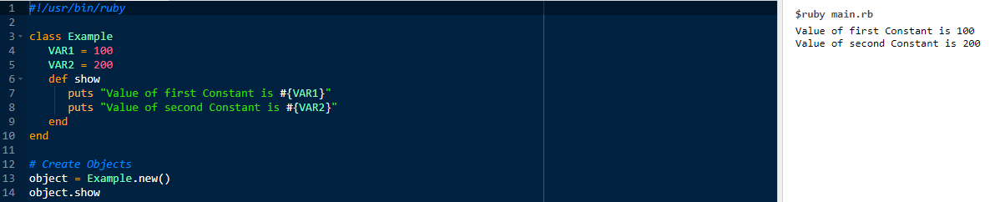 1 #!/usr/bin/ruby
2
3 class Example
4    VAR1 = 100
5    VAR2 = 200
6    def show
7       puts "Value of first Constant is #{VAR1}"
8       puts "Value of second Constant is #{VAR2}"
9    end
10 end
11
12 # Create Objects
13 object = Example.new()
14 object.show
$ruby main.rb
Value of first Constant is 100
Value of second Constant is 200